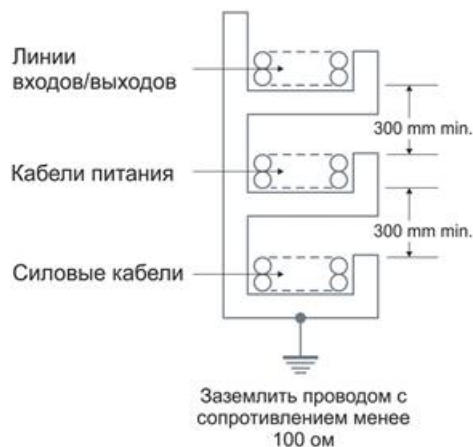 Линии
входов/выходов
300 mm min.
Кабели питания
300 mm min.
Силовые кабели
Заземлить проводом с
сопротивлением менее
100 ом